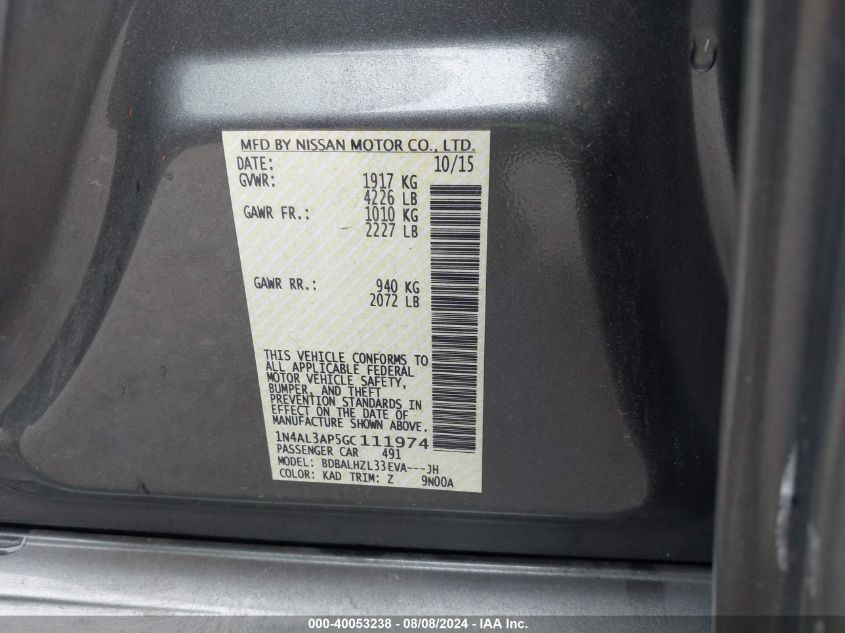 MFD BY NISSAN MOTOR CO., LTD.
DATE: 10/15
GVWR: 1917 KG
4226 LB
GAWR FR.: 1010 KG
2227 LB
GAWR RR.: 940 KG
2072 LB
THIS VEHICLE CONFORMS TO
ALL APPLICABLE FEDERAL
MOTOR VEHICLE SAFETY,
BUMPER, AND THEFT
PREVENTION STANDARDS IN
EFFECT ON THE DATE OF
MANUFACTURE SHOWN ABOVE.
1N4AL3AP5GC111974
PASSENGER CAR 491
MODEL: BDBALHZL33EVA---JH
COLOR: KAD TRIM: Z 9N00A
000-40053238 - 08/08/2024 - IAA Inc.